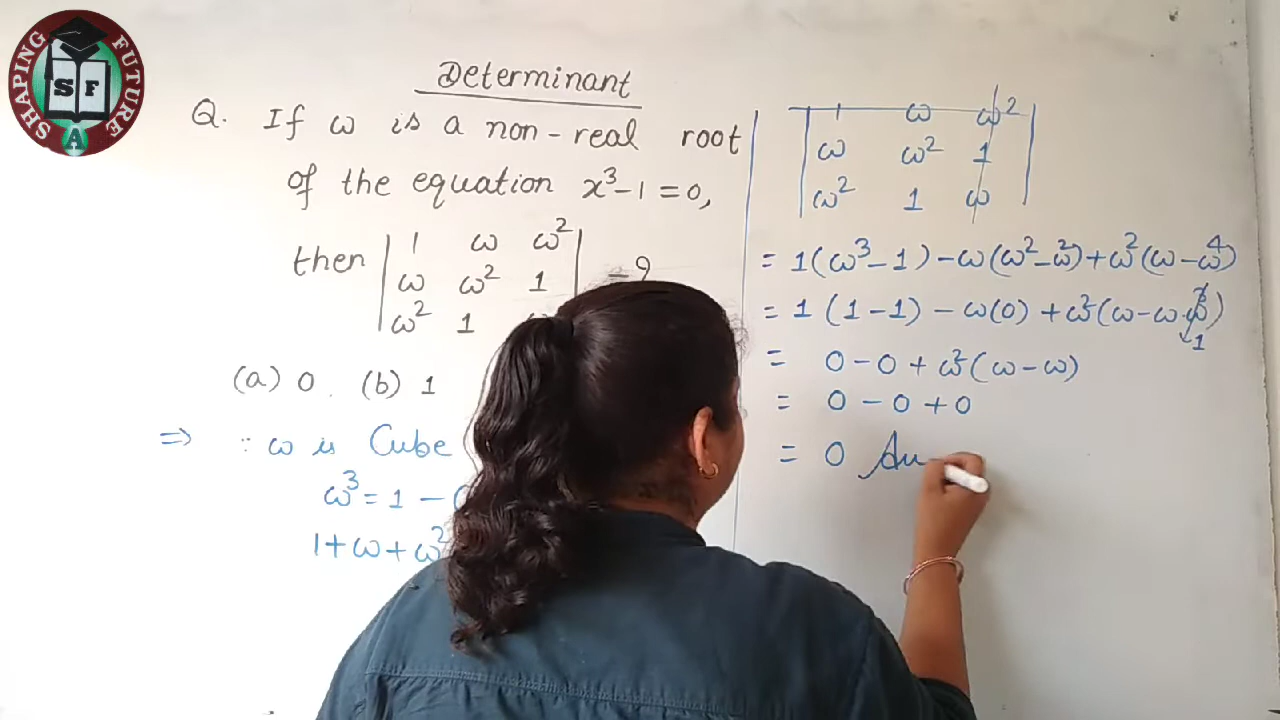 SHAPING FUTURE
S F
A
Determinant
Q. If ω is a non-real root
of the equation x³-1=0,
then | 1 ω ω² |
| ω ω² 1 |
| ω² 1
(a) 0 (b) 1
⇒ ∵ ω is Cube
ω³ = 1 -
1+ω+ω²
| 1 ω ω² |
| ω ω² 1 |
| ω² 1 ω |
= 1(ω³-1)-ω(ω²-ω²)+ω²(ω-ω⁴)
= 1(1-1)-ω(0)+ω²(ω-ω·ω³)
1
= 0-0+ω²(ω-ω)
= 0-0+0
= 0